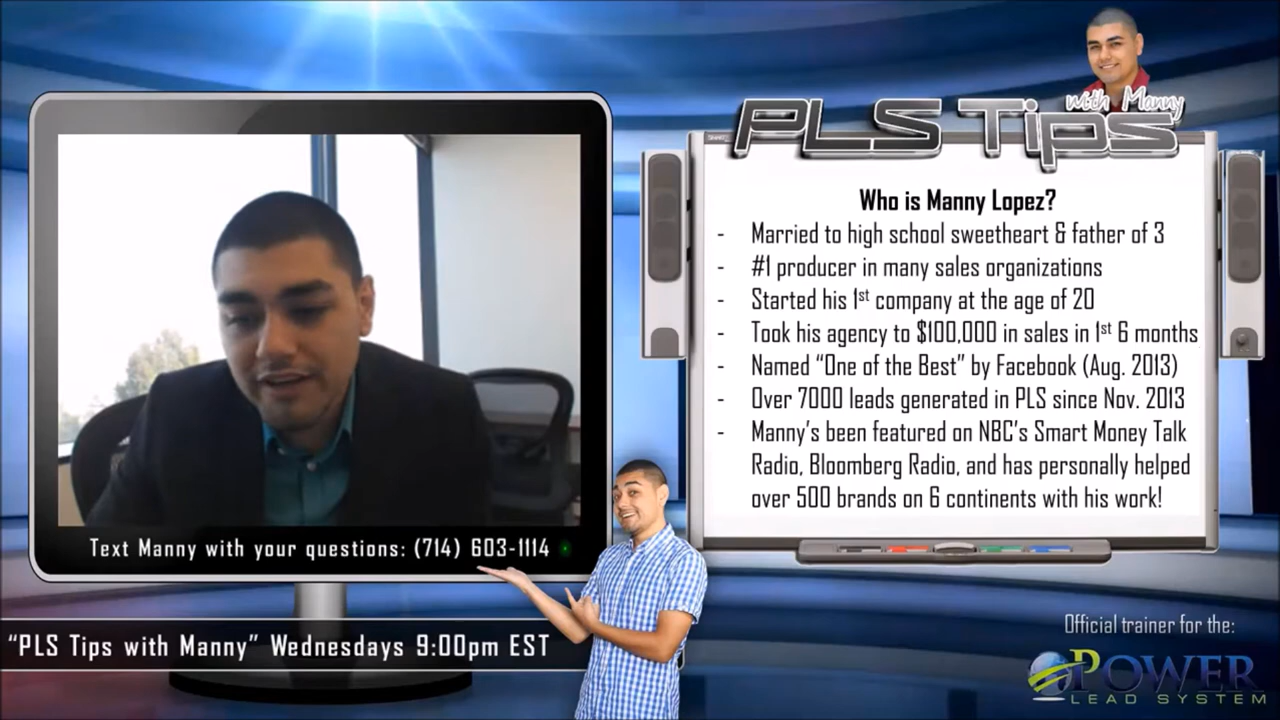 with Manny
PLS Tips
Who is Manny Lopez?
- Married to high school sweetheart & father of 3
- #1 producer in many sales organizations
- Started his 1st company at the age of 20
- Took his agency to $100,000 in sales in 1st 6 months
- Named “One of the Best” by Facebook (Aug. 2013)
- Over 7000 leads generated in PLS since Nov. 2013
- Manny’s been featured on NBC’s Smart Money Talk
Radio, Bloomberg Radio, and has personally helped
over 500 brands on 6 continents with his work!
Text Manny with your questions: (714) 603-1114
“PLS Tips with Manny” Wednesdays 9:00pm EST
Official trainer for the:
POWER
LEAD SYSTEM